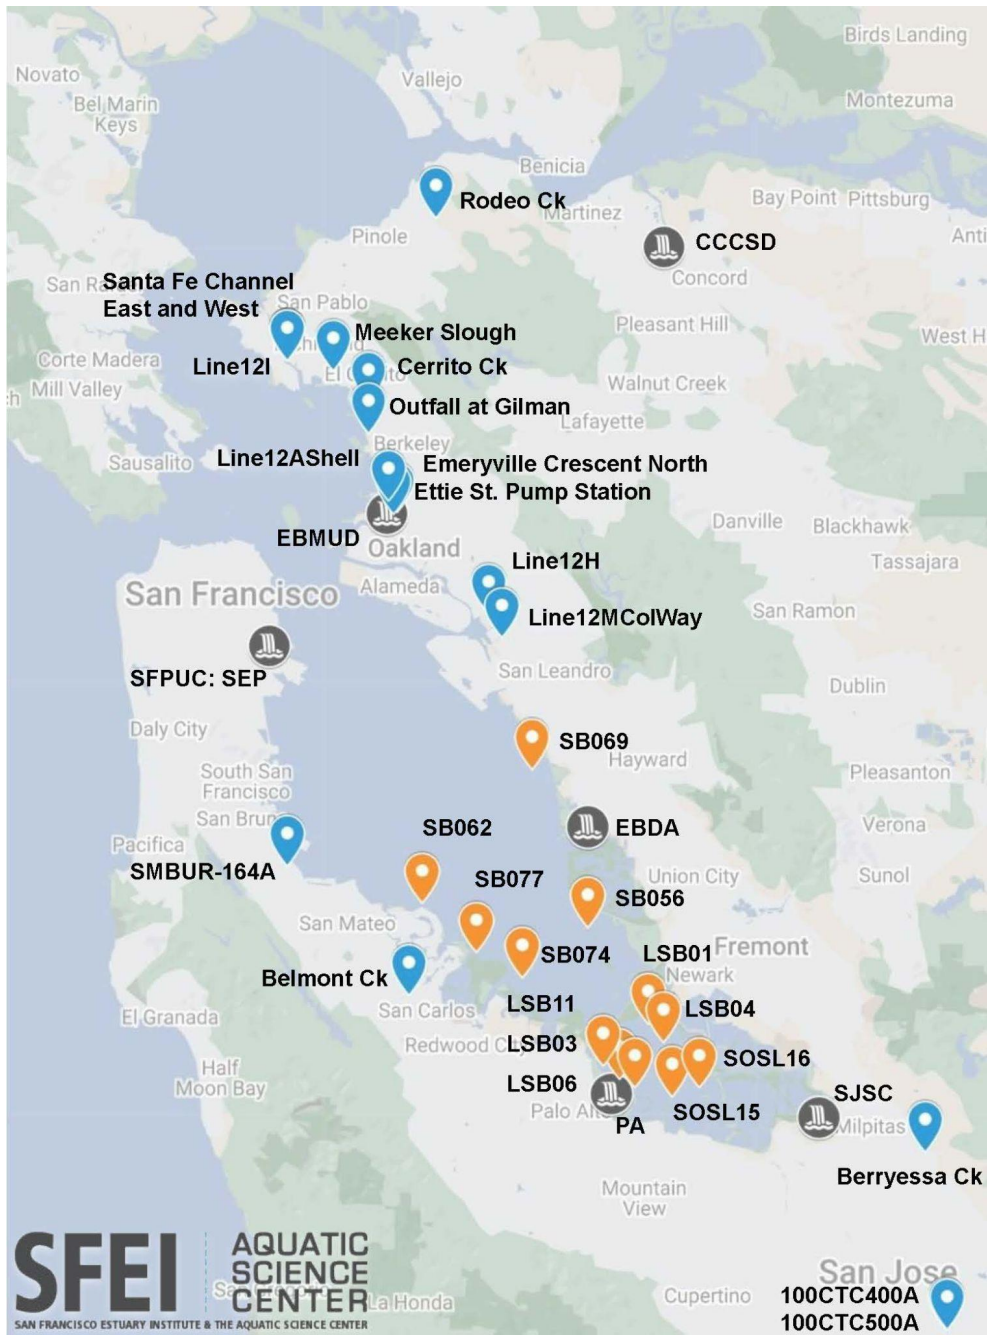 Birds Landing
Novato
Vallejo
Bel Marin
Keys
Montezuma
Benicia
Rodeo Ck
Martinez
Bay Point
Pittsburg
Pinole
CCCSD
Anti
Concord
Santa Fe Channel
East and West
San Pablo
Meeker Slough
Pleasant Hill
West H
Corte Madera
Line12I
Cerrito Ck
Mill Valley
Walnut Creek
Outfall at Gilman
Lafayette
Berkeley
Sausalito
Line12AShell
Emeryville Crescent North
Ettie St. Pump Station
EBMUD
Oakland
Danville
Blackhawk
Tassajara
Line12H
San Francisco
Alameda
Line12MColWay
San Ramon
SFPUC: SEP
San Leandro
Dublin
Daly City
SB069
Hayward
South San
Francisco
Pleasanton
San Brun
Pacifica
SB062
EBDA
Verona
SMBUR-164A
SB077
Union City
Sunol
SB056
San Mateo
SB074
LSB01
Fremont
Newark
Belmont Ck
LSB11
LSB04
El Granada
San Carlos
Redwood City
LSB03
SOSL16
Half
Moon Bay
LSB06
SJSC
Palo Alto
PA
SOSL15
Milpitas
Berryessa Ck
Mountain
View
SFEI
AQUATIC
SCIENCE
CENTER
SAN FRANCISCO ESTUARY INSTITUTE & THE AQUATIC SCIENCE CENTER
La Honda
Cupertino
San Jose
100CTC400A
100CTC500A